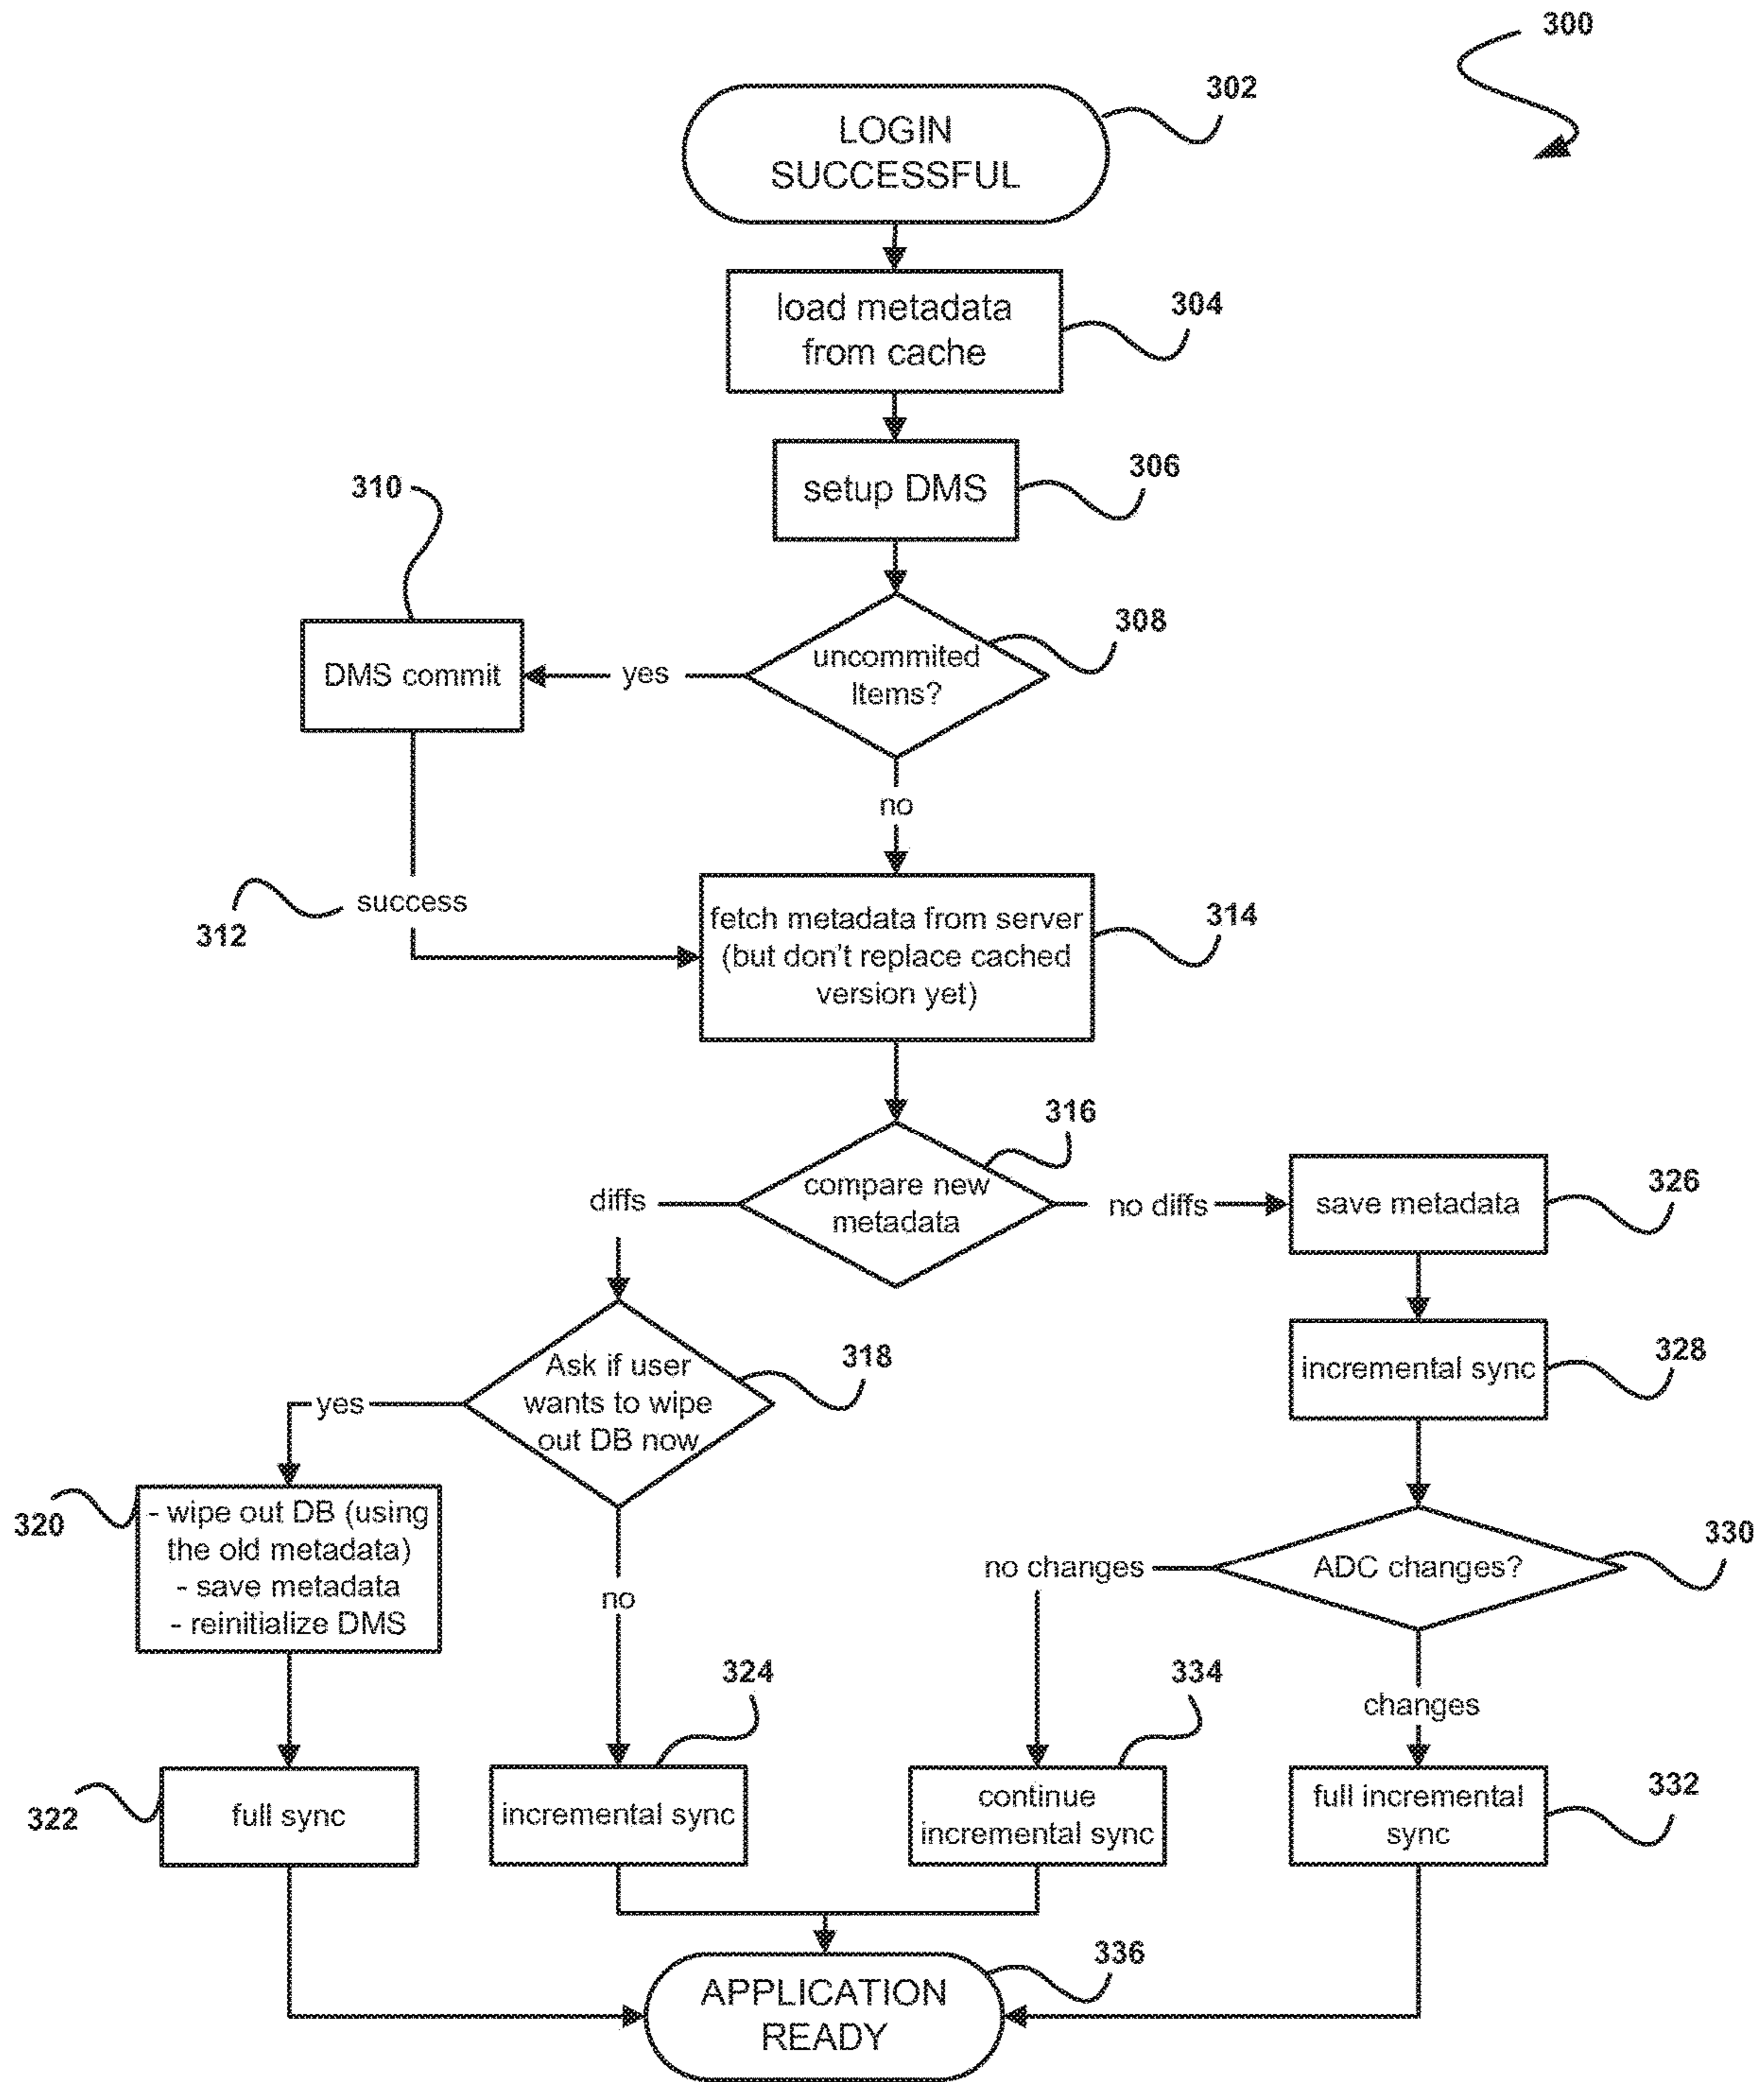 300
302
LOGIN
SUCCESSFUL
304
load metadata
from cache
306
setup DMS
310
308
uncommited
Items?
yes
DMS commit
no
success
312
314
fetch metadata from server
(but don't replace cached
version yet)
316
compare new
metadata
diffs
no diffs
326
save metadata
318
Ask if user
wants to wipe
out DB now
328
incremental sync
yes
320
- wipe out DB (using
the old metadata)
- save metadata
- reinitialize DMS
no
330
ADC changes?
no changes
changes
324
334
322
full sync
incremental sync
continue
incremental sync
332
full incremental
sync
336
APPLICATION
READY